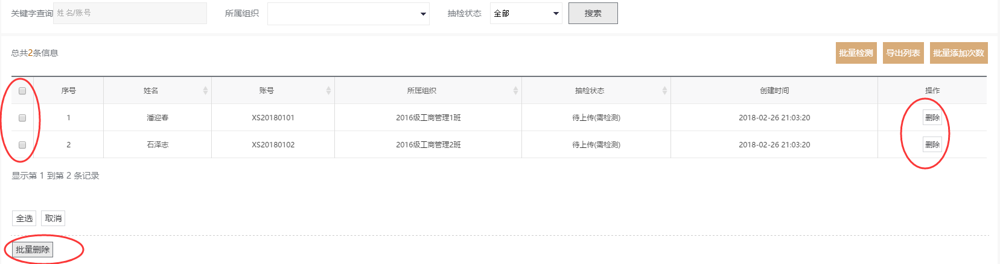 关键字查询 姓名/账号 所属组织 抽检状态 全部 搜索
总共2条信息 批量检测 导出列表 批量添加次数
序号 姓名 账号 所属组织 抽检状态 创建时间 操作
1 潘迎春 XS20180101 2016级工商管理1班 待上传(需检测) 2018-02-26 21:03:20 删除
2 石泽志 XS20180102 2016级工商管理2班 待上传(需检测) 2018-02-26 21:03:20 删除
显示第 1 到第 2 条记录
全选 取消
批量删除